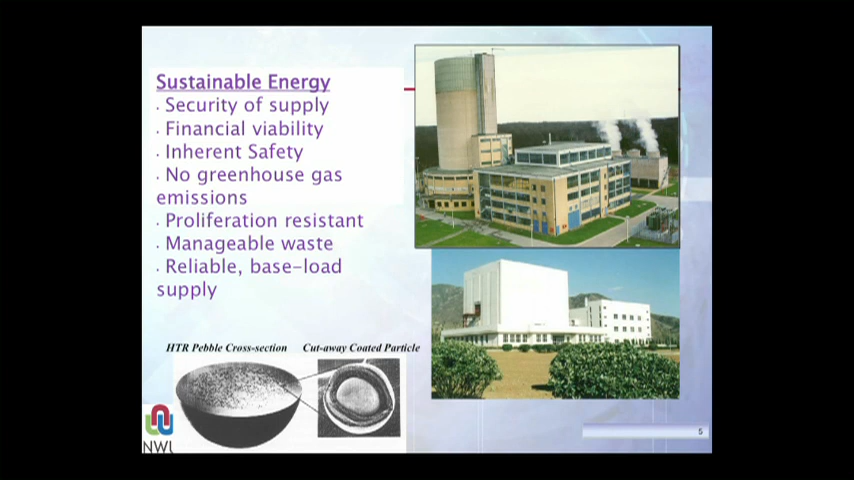 Sustainable Energy
· Security of supply
· Financial viability
· Inherent Safety
· No greenhouse gas
emissions
· Proliferation resistant
· Manageable waste
· Reliable, base-load
supply
HTR Pebble Cross-section
Cut-away Coated Particle
NWU
5